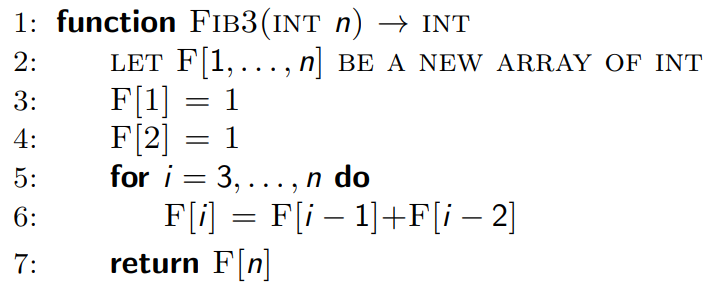 1: function FIB3(INT n) → INT
2: LET F[1, . . . , n] BE A NEW ARRAY OF INT
3: F[1] = 1
4: F[2] = 1
5: for i = 3, . . . , n do
6: F[i] = F[i − 1]+F[i − 2]
7: return F[n]